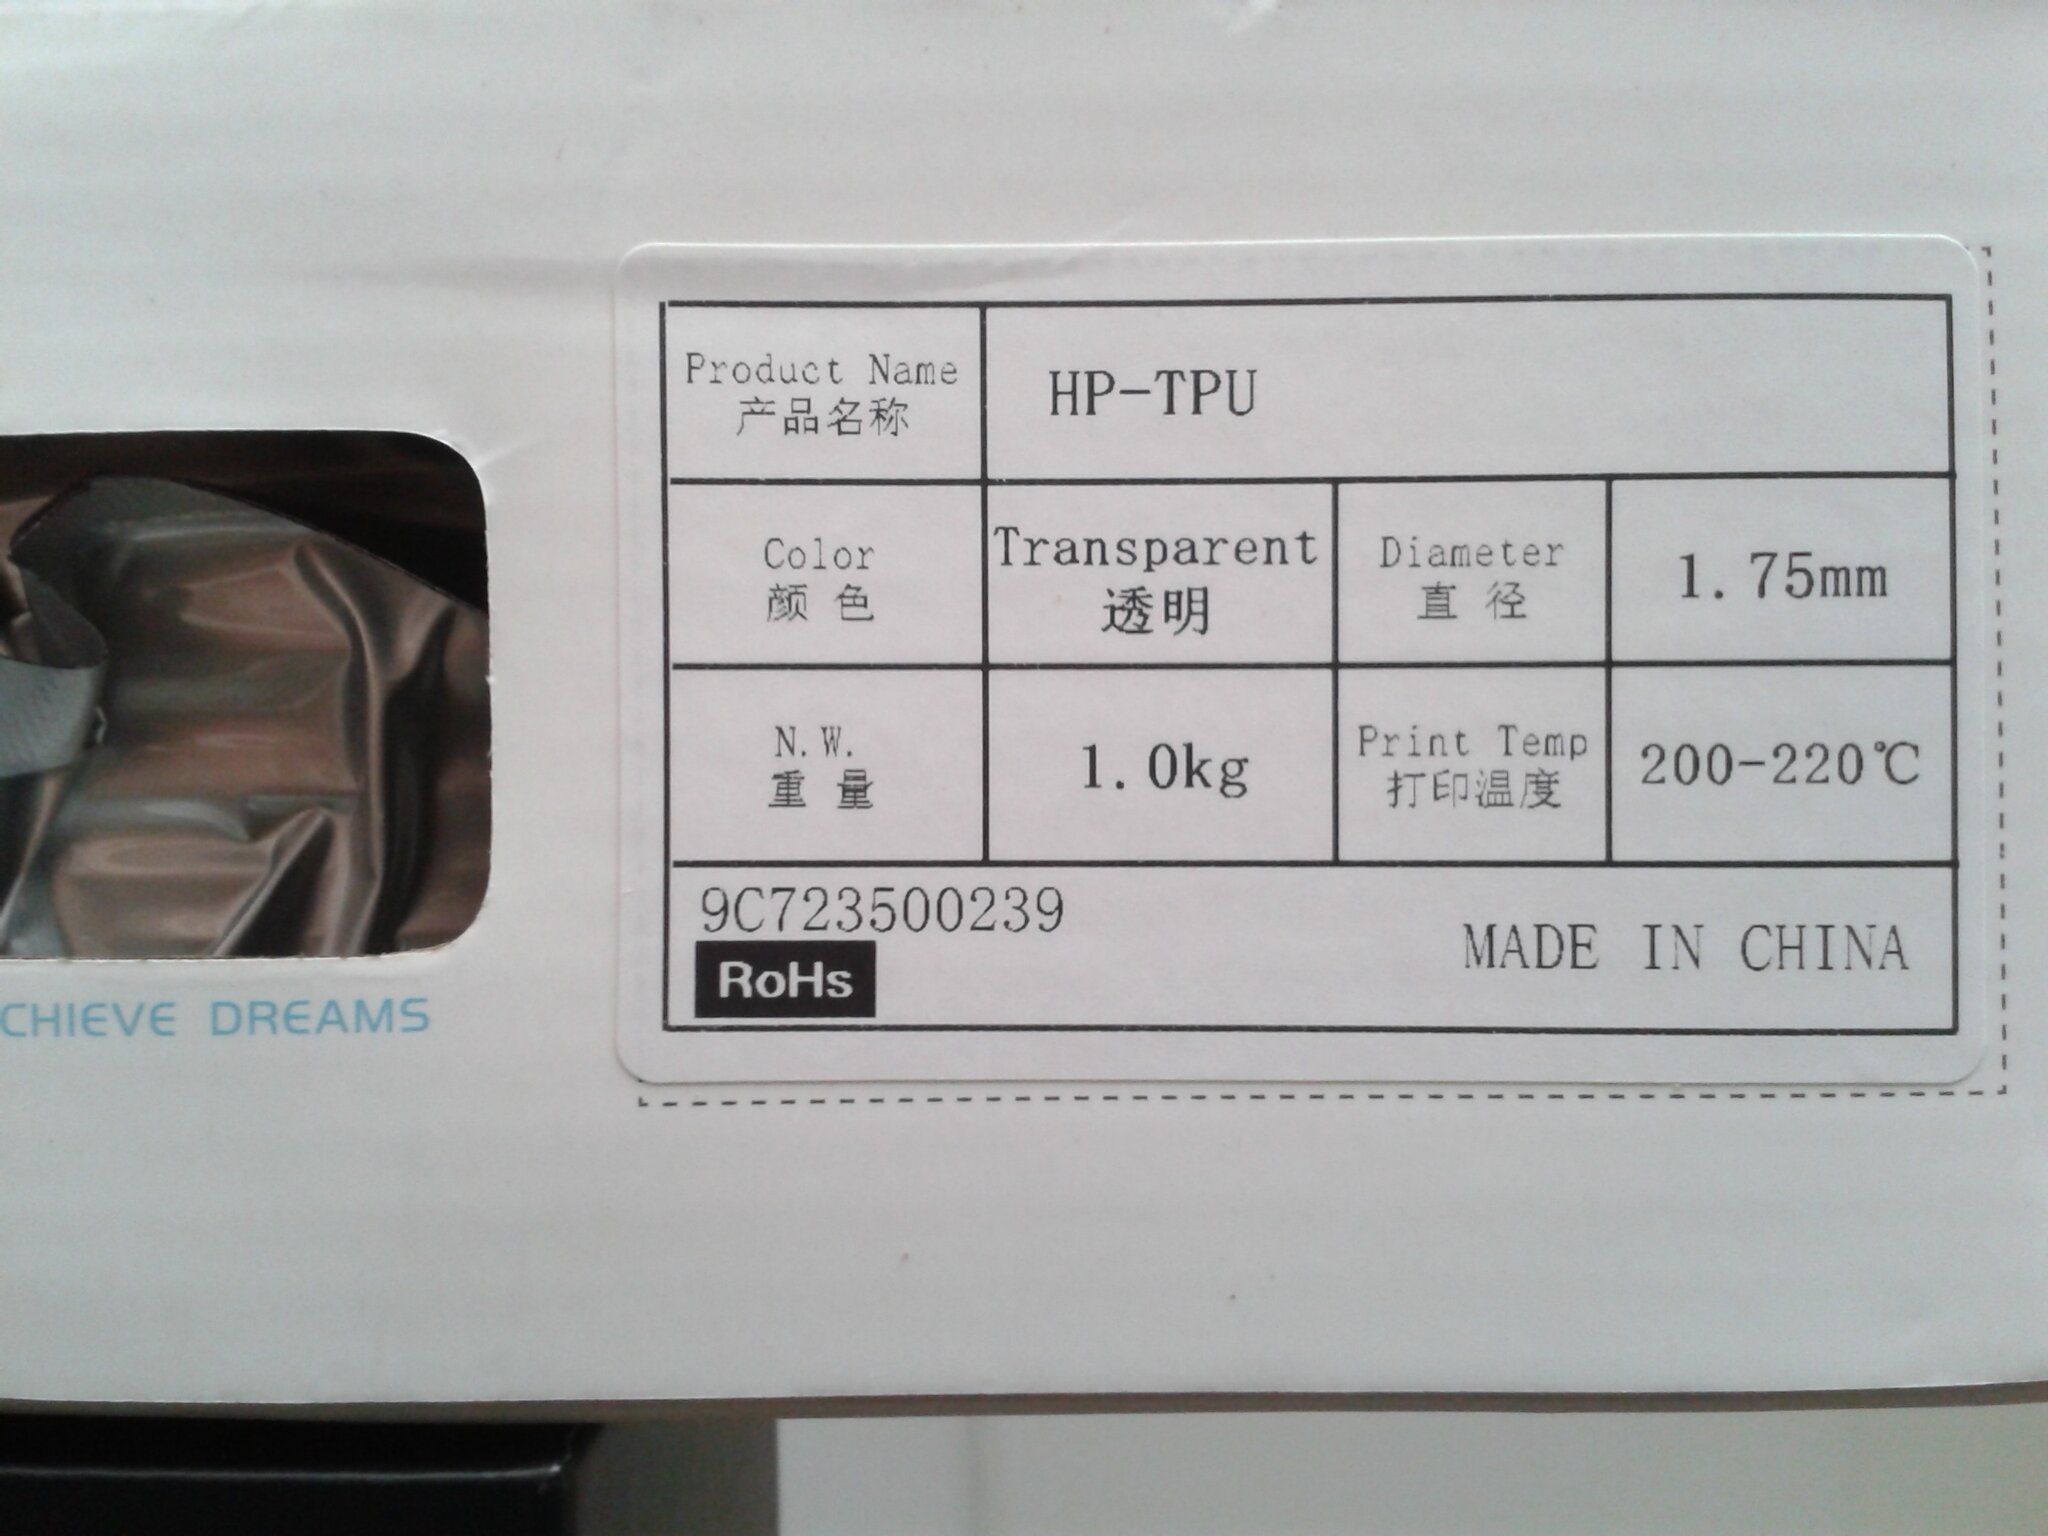 Product Name
产品名称
HP-TPU
Color
颜 色
Transparent
透明
Diameter
直 径
1.75mm
N.W.
重 量
1.0kg
Print Temp
打印温度
200-220℃
9C723500239
RoHs
MADE IN CHINA
CHIEVE DREAMS